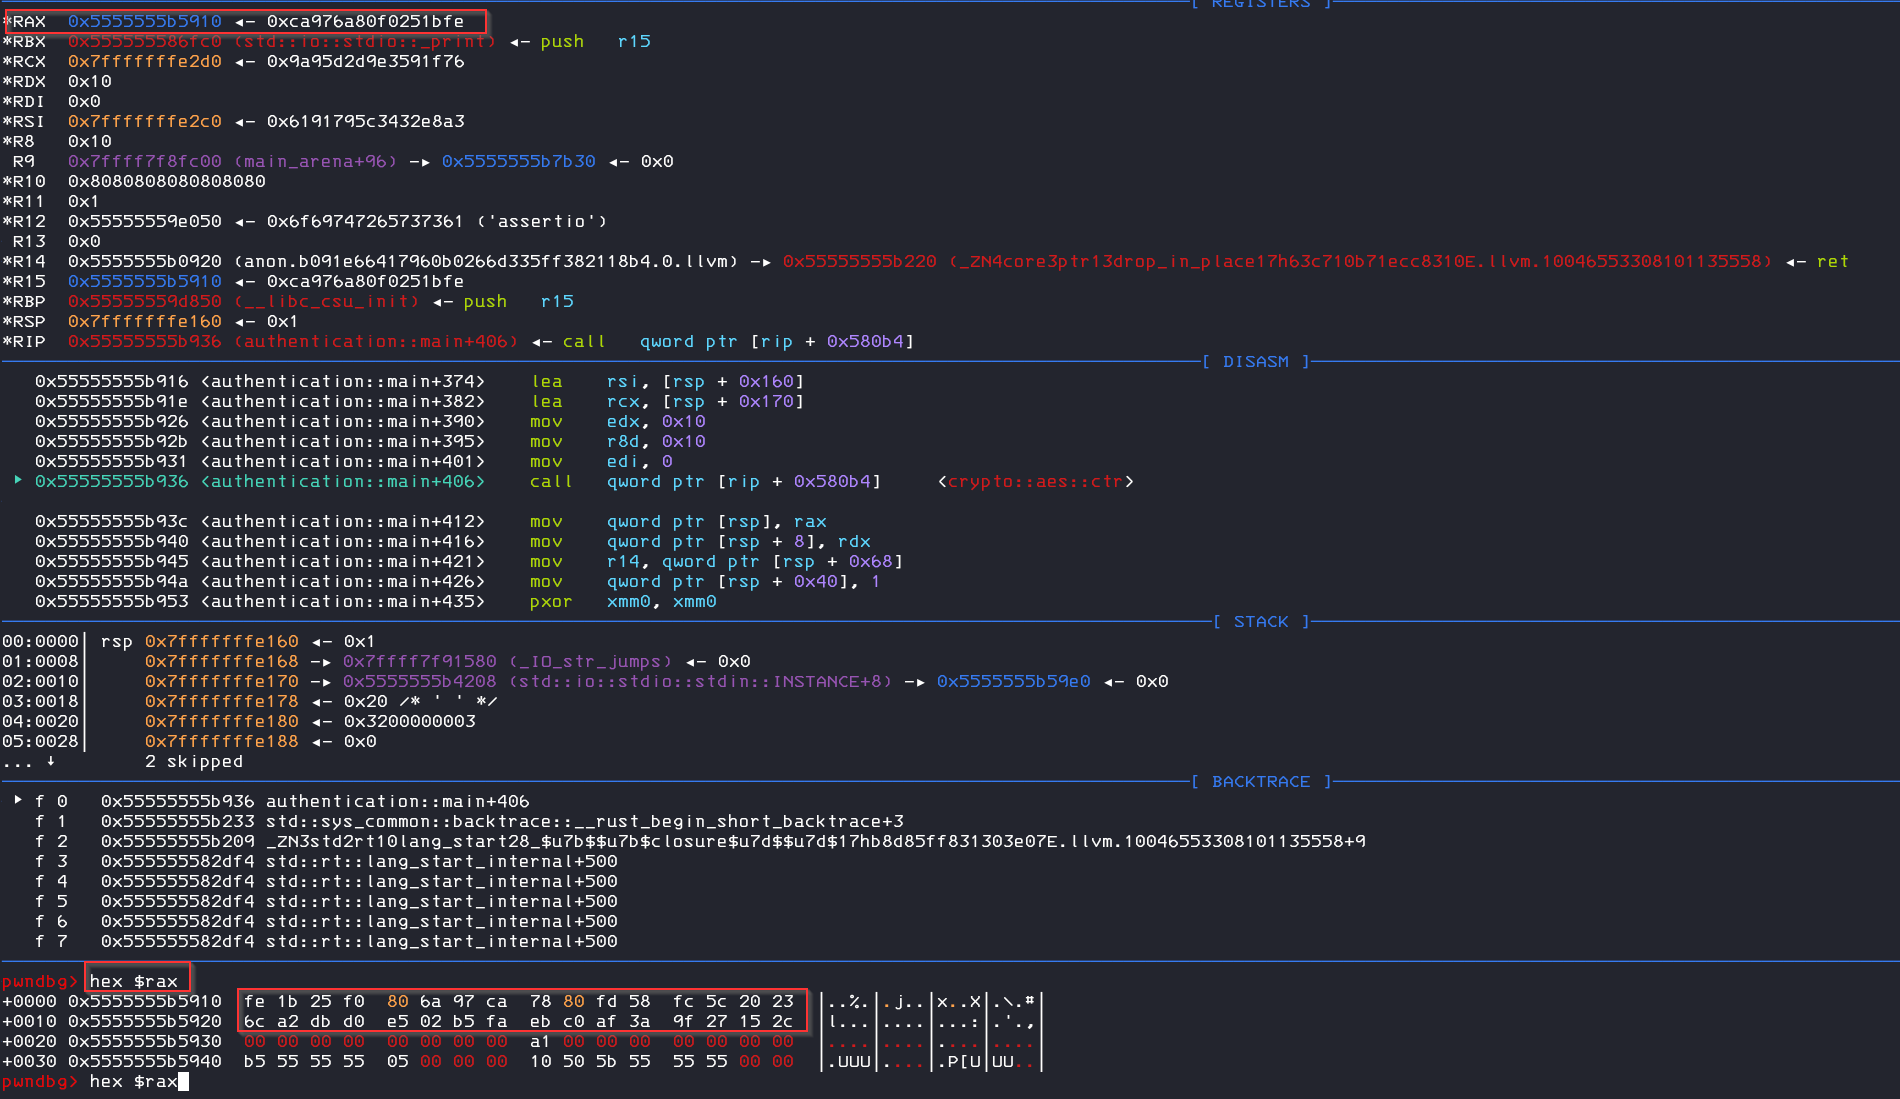 [ REGISTERS ]
*RAX  0x5555555b5910 ◂— 0xca976a80f0251bfe
*RBX  0x555555586fc0 (std::io::stdio::_print) ◂— push   r15
*RCX  0x7fffffffe2d0 ◂— 0x9a95d2d9e3591f76
*RDX  0x10
*RDI  0x0
*RSI  0x7fffffffe2c0 ◂— 0x6191795c3432e8a3
*R8   0x10
 R9   0x7ffff7f8fc00 (main_arena+96) —▸ 0x5555555b7b30 ◂— 0x0
*R10  0x8080808080808080
*R11  0x1
*R12  0x55555559e050 ◂— 0x6f69747265737361 ('assertio')
 R13  0x0
*R14  0x5555555b0920 (anon.b091e66417960b0266d335ff382118b4.0.llvm) —▸ 0x55555555b220 (_ZN4core3ptr13drop_in_place17h63c710b71ecc8310E.llvm.10046553308101135558) ◂— ret
*R15  0x5555555b5910 ◂— 0xca976a80f0251bfe
*RBP  0x55555559d850 (__libc_csu_init) ◂— push   r15
*RSP  0x7fffffffe160 ◂— 0x1
*RIP  0x55555555b936 (authentication::main+406) ◂— call   qword ptr [rip + 0x580b4]
[ DISASM ]
0x55555555b916 <authentication::main+374>    lea    rsi, [rsp + 0x160]
0x55555555b91e <authentication::main+382>    lea    rcx, [rsp + 0x170]
0x55555555b926 <authentication::main+390>    mov    edx, 0x10
0x55555555b92b <authentication::main+395>    mov    r8d, 0x10
0x55555555b931 <authentication::main+401>    mov    edi, 0
► 0x55555555b936 <authentication::main+406>    call   qword ptr [rip + 0x580b4]     <crypto::aes::ctr>
0x55555555b93c <authentication::main+412>    mov    qword ptr [rsp], rax
0x55555555b940 <authentication::main+416>    mov    qword ptr [rsp + 8], rdx
0x55555555b945 <authentication::main+421>    mov    r14, qword ptr [rsp + 0x68]
0x55555555b94a <authentication::main+426>    mov    qword ptr [rsp + 0x40], 1
0x55555555b953 <authentication::main+435>    pxor   xmm0, xmm0
[ STACK ]
00:0000│ rsp 0x7fffffffe160 ◂— 0x1
01:0008│     0x7fffffffe168 —▸ 0x7ffff7f91580 (_IO_str_jumps) ◂— 0x0
02:0010│     0x7fffffffe170 —▸ 0x5555555b4208 (std::io::stdio::stdin::INSTANCE+8) —▸ 0x5555555b59e0 ◂— 0x0
03:0018│     0x7fffffffe178 ◂— 0x20 /* ' ' */
04:0020│     0x7fffffffe180 ◂— 0x3200000003
05:0028│     0x7fffffffe188 ◂— 0x0
... ↓        2 skipped
[ BACKTRACE ]
► f 0   0x55555555b936 authentication::main+406
f 1   0x55555555b233 std::sys_common::backtrace::__rust_begin_short_backtrace+3
f 2   0x55555555b209 _ZN3std2rt10lang_start28_$u7b$$u7b$closure$u7d$$u7d$17hb8d85ff831303e07E.llvm.10046553308101135558+9
f 3   0x555555582df4 std::rt::lang_start_internal+500
f 4   0x555555582df4 std::rt::lang_start_internal+500
f 5   0x555555582df4 std::rt::lang_start_internal+500
f 6   0x555555582df4 std::rt::lang_start_internal+500
f 7   0x555555582df4 std::rt::lang_start_internal+500
pwndbg> hex $rax
+0000 0x5555555b5910  fe 1b 25 f0  80 6a 97 ca  78 80 fd 58  fc 5c 20 23  │..%.│.j..│x..X│.\.#│
+0010 0x5555555b5920  6c a2 db d0  e5 02 b5 fa  eb c0 af 3a  9f 27 15 2c  │l...│....│...:│.'.,│
+0020 0x5555555b5930  00 00 00 00  00 00 00 00  a1 00 00 00  00 00 00 00  │....│....│....│....│
+0030 0x5555555b5940  b5 55 55 55  05 00 00 00  10 50 5b 55  55 55 00 00  │.UUU│....│.P[U│UU..│
pwndbg> hex $rax